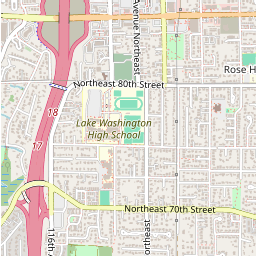 Avenue Northeast
Rose H
Northeast 80th Street
18
Lake Washington
High School
17
Northeast 70th Street
116th A
Northeast